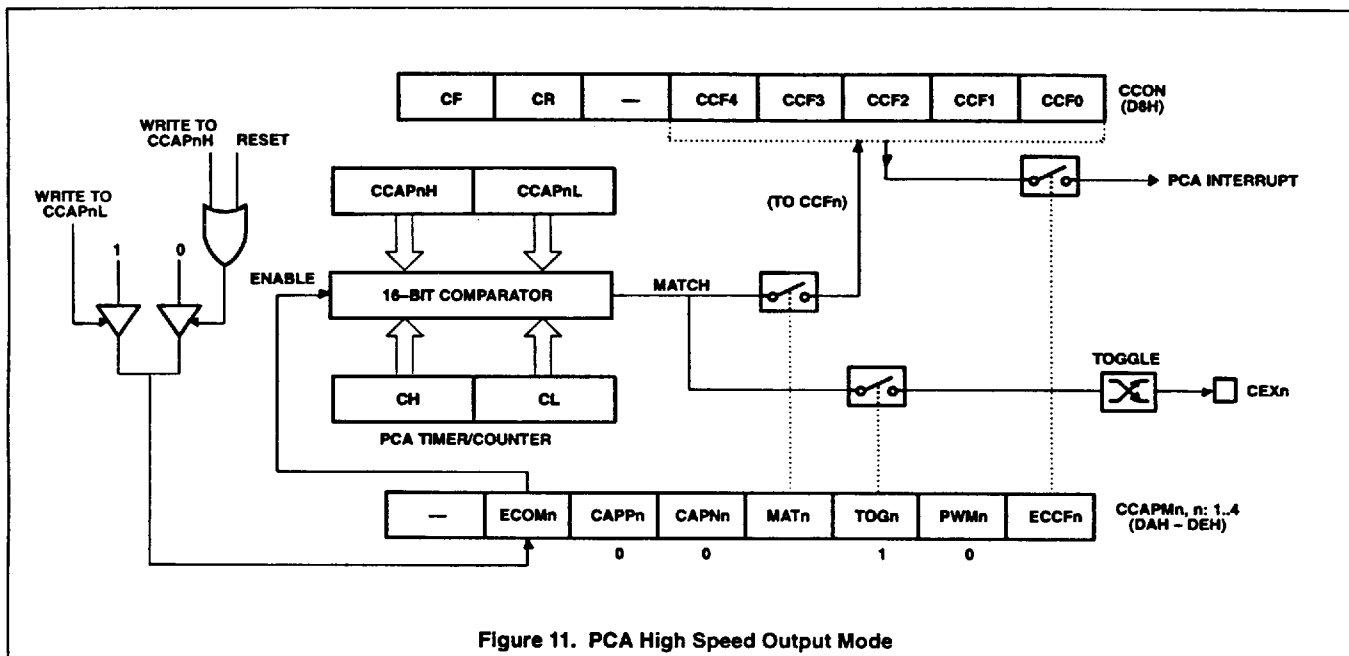 CF CR — CCF4 CCF3 CCF2 CCF1 CCF0
CCON
(D8H)
WRITE TO
CCAPnH RESET
WRITE TO
CCAPnL
1 0
CCAPnH CCAPnL
(TO CCFn)
PCA INTERRUPT
ENABLE
16–BIT COMPARATOR
MATCH
CH CL
PCA TIMER/COUNTER
TOGGLE
CEXn
— ECOMn CAPPn CAPNn MATn TOGn PWMn ECCFn
CCAPMn, n: 1..4
(DAH – DEH)
0 0 1 0
Figure 11. PCA High Speed Output Mode